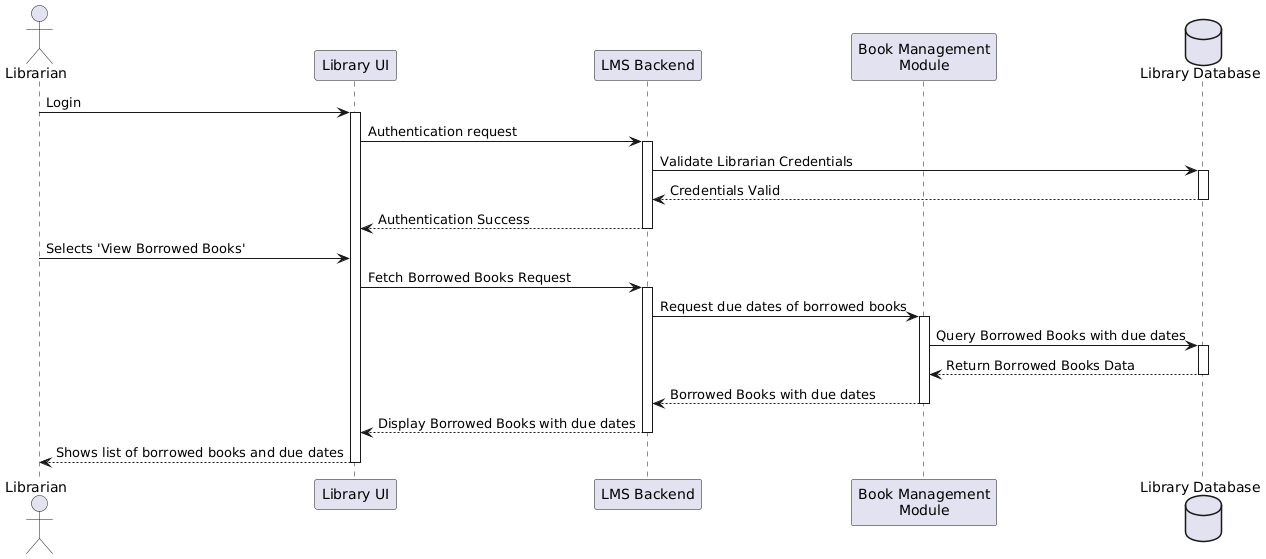 Librarian
Library UI
LMS Backend
Book Management
Module
Library Database
Login
Authentication request
Validate Librarian Credentials
Credentials Valid
Authentication Success
Selects 'View Borrowed Books'
Fetch Borrowed Books Request
Request due dates of borrowed books
Query Borrowed Books with due dates
Return Borrowed Books Data
Borrowed Books with due dates
Display Borrowed Books with due dates
Shows list of borrowed books and due dates
Librarian
Library UI
LMS Backend
Book Management
Module
Library Database